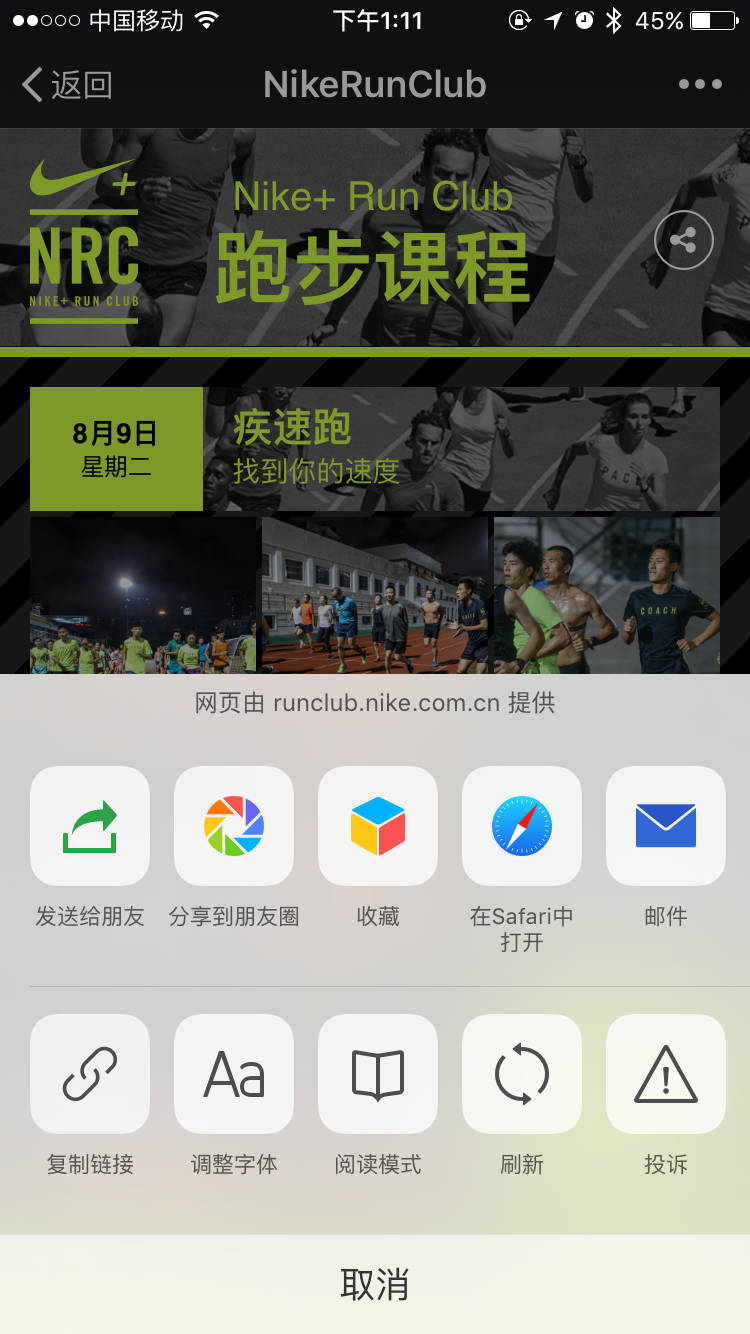 中国移动
下午1:11
45%
返回
NikeRunClub
NRC
NIKE+ RUN CLUB
Nike+ Run Club
跑步课程
8月9日
星期二
疾速跑
找到你的速度
PACE
COACH
网页由 runclub.nike.com.cn 提供
发送给朋友
分享到朋友圈
收藏
在Safari中
打开
邮件
复制链接
Aa
调整字体
阅读模式
刷新
投诉
取消